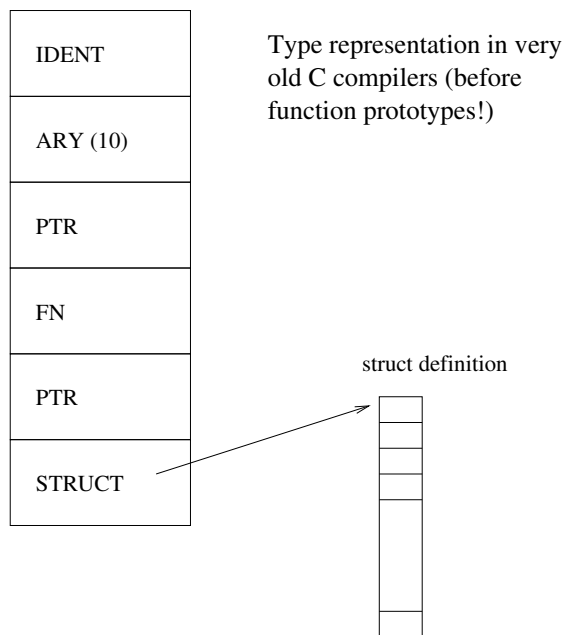 IDENT
Type representation in very
old C compilers (before
function prototypes!)
ARY (10)
PTR
FN
PTR
struct definition
STRUCT